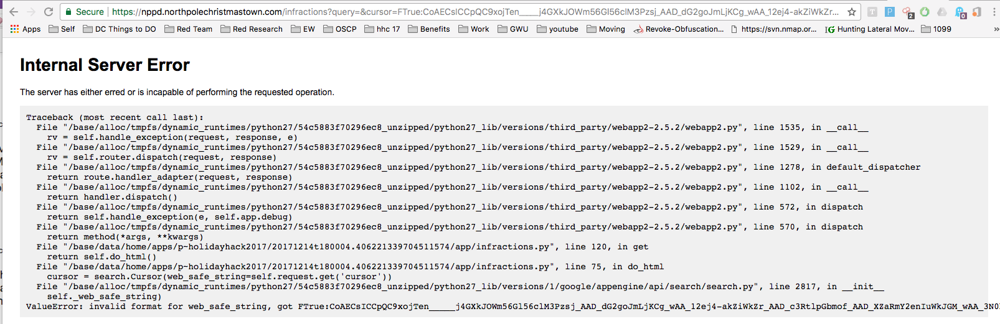 Secure https://nppd.northpolechristmastown.com/infractions?query=&cursor=FTrue:CoAECsICCpQC9xojTen_____j4GXkJOWm56Gl56clM3Pzsj_AAD_dG2goJmLjKCg_wAA_12ej4-akZiWkZr...
Apps Self DC Things to DO Red Team Red Research EW OSCP hhc 17 Benefits Work GWU youtube Moving Revoke-Obfuscation... https://svn.nmap.or... Hunting Lateral Mov... 1099 »
Internal Server Error
The server has either erred or is incapable of performing the requested operation.
Traceback (most recent call last):
File "/base/alloc/tmpfs/dynamic_runtimes/python27/54c5883f70296ec8_unzipped/python27_lib/versions/third_party/webapp2-2.5.2/webapp2.py", line 1535, in __call__
rv = self.handle_exception(request, response, e)
File "/base/alloc/tmpfs/dynamic_runtimes/python27/54c5883f70296ec8_unzipped/python27_lib/versions/third_party/webapp2-2.5.2/webapp2.py", line 1529, in __call__
rv = self.router.dispatch(request, response)
File "/base/alloc/tmpfs/dynamic_runtimes/python27/54c5883f70296ec8_unzipped/python27_lib/versions/third_party/webapp2-2.5.2/webapp2.py", line 1278, in default_dispatcher
return route.handler_adapter(request, response)
File "/base/alloc/tmpfs/dynamic_runtimes/python27/54c5883f70296ec8_unzipped/python27_lib/versions/third_party/webapp2-2.5.2/webapp2.py", line 1102, in __call__
return handler.dispatch()
File "/base/alloc/tmpfs/dynamic_runtimes/python27/54c5883f70296ec8_unzipped/python27_lib/versions/third_party/webapp2-2.5.2/webapp2.py", line 572, in dispatch
return self.handle_exception(e, self.app.debug)
File "/base/alloc/tmpfs/dynamic_runtimes/python27/54c5883f70296ec8_unzipped/python27_lib/versions/third_party/webapp2-2.5.2/webapp2.py", line 570, in dispatch
return method(*args, **kwargs)
File "/base/data/home/apps/p~holidayhack2017/20171214t180004.406221339704511574/app/infractions.py", line 120, in get
return self.do_html()
File "/base/data/home/apps/p~holidayhack2017/20171214t180004.406221339704511574/app/infractions.py", line 75, in do_html
cursor = search.Cursor(web_safe_string=self.request.get('cursor'))
File "/base/alloc/tmpfs/dynamic_runtimes/python27/54c5883f70296ec8_unzipped/python27_lib/versions/1/google/appengine/api/search/search.py", line 2817, in __init__
self._web_safe_string)
ValueError: invalid format for web_safe_string, got FTrue:CoAECsICCpQC9xojTen_____j4GXkJOWm56Gl56clM3Pzsj_AAD_dG2goJmLjKCg_wAA_12ej4-akZiWkZr_AAD_c3RtlpGbmof_AAD_XZaRmY2enIuWkJGM_wAA_3N0